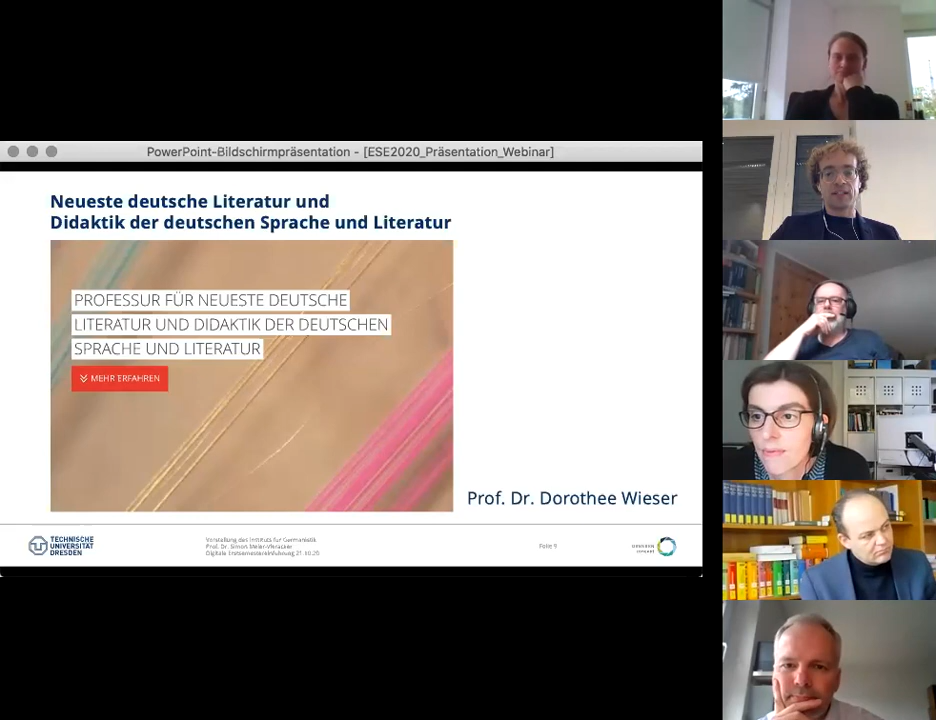 PowerPoint-Bildschirmpräsentation - [ESE2020_Präsentation_Webinar]
Neueste deutsche Literatur und
Didaktik der deutschen Sprache und Literatur
PROFESSUR FÜR NEUESTE DEUTSCHE
LITERATUR UND DIDAKTIK DER DEUTSCHEN
SPRACHE UND LITERATUR
MEHR ERFAHREN
Prof. Dr. Dorothee Wieser
TECHNISCHE
UNIVERSITÄT
DRESDEN
Vorstellung des Instituts für Germanistik
Prof. Dr. Simon Meier-Vieracker
Digitale Erstsemestereinführung 21.10.20
Folie 9